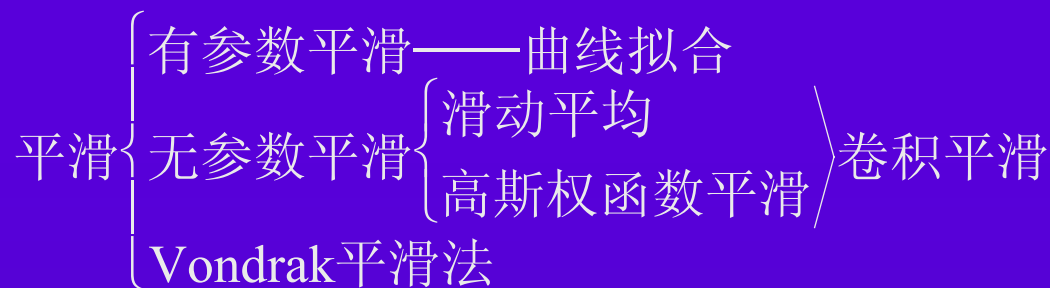 有参数平滑——曲线拟合
滑动平均
平滑 无参数平滑 卷积平滑
高斯权函数平滑
Vondrak平滑法